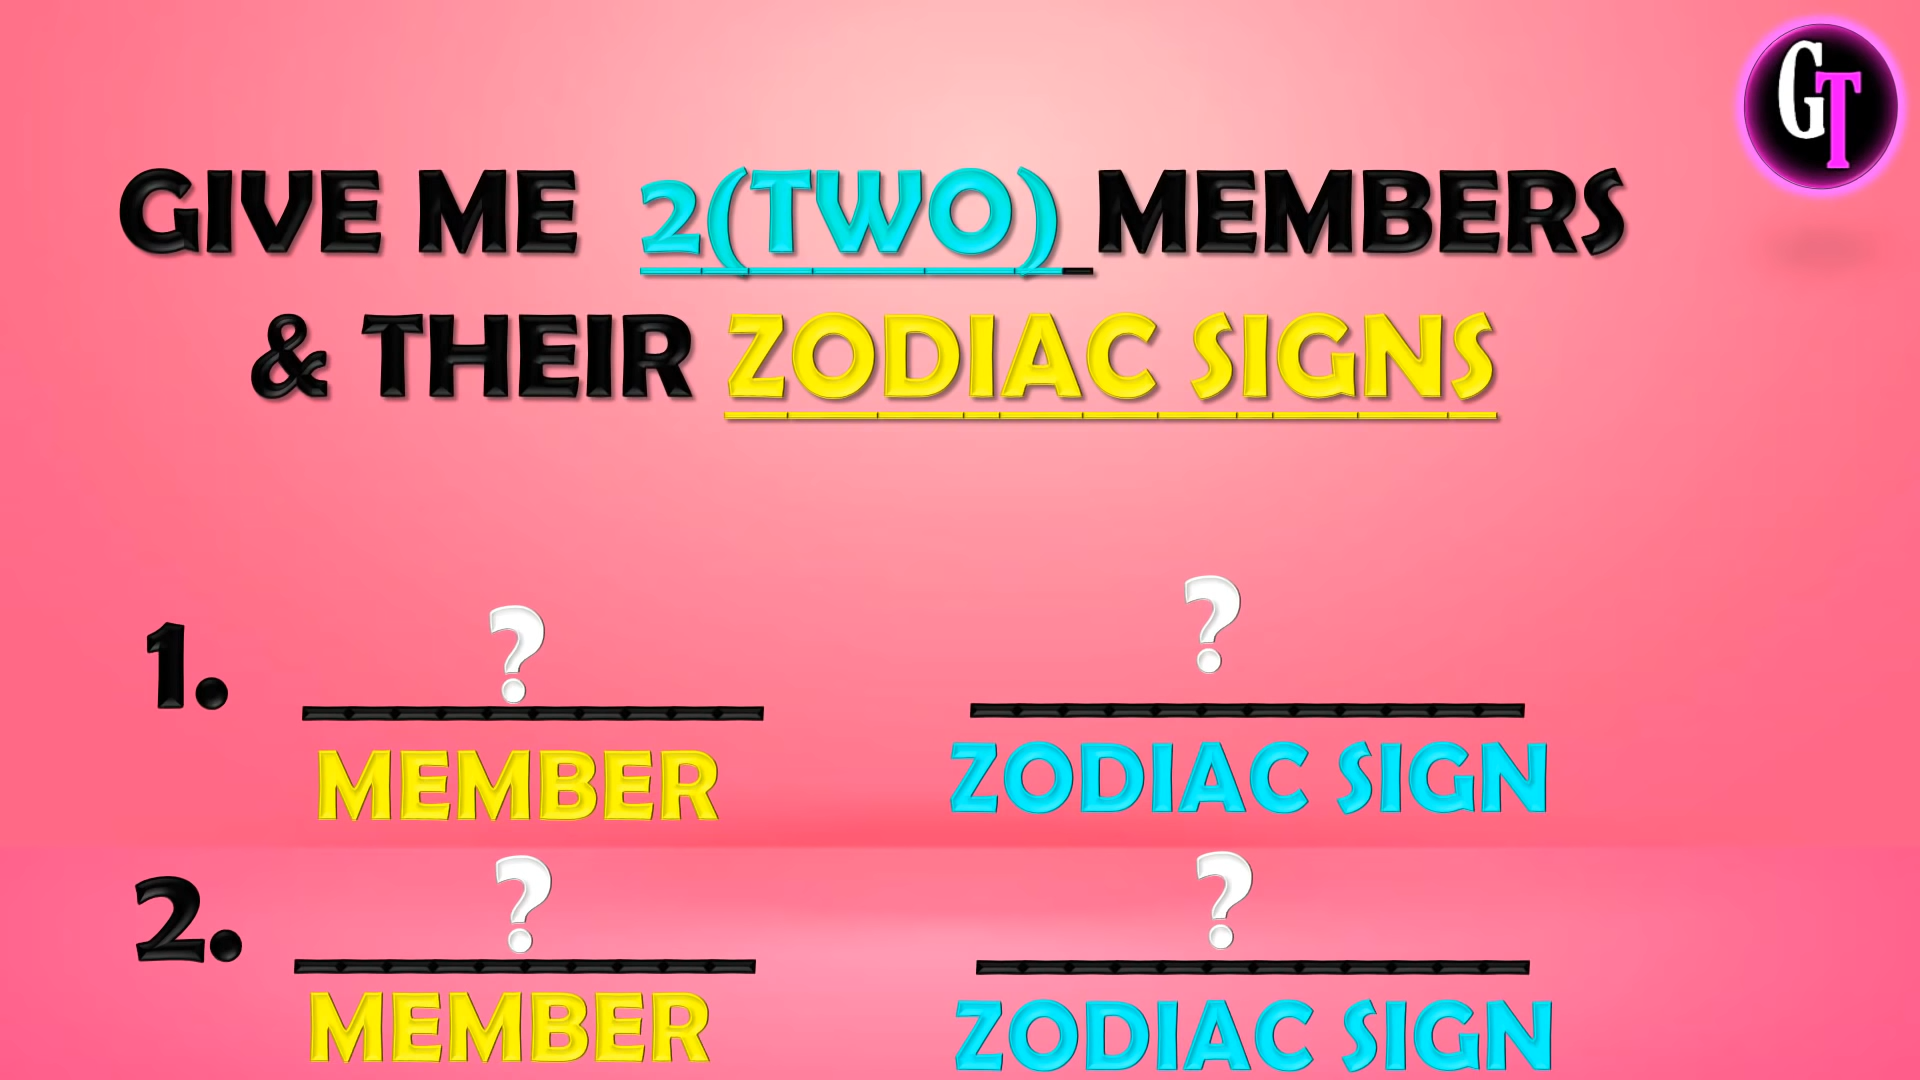 GT
GIVE ME 2(TWO) MEMBERS
& THEIR ZODIAC SIGNS
1. ? ?
MEMBER ZODIAC SIGN
2. ? ?
MEMBER ZODIAC SIGN